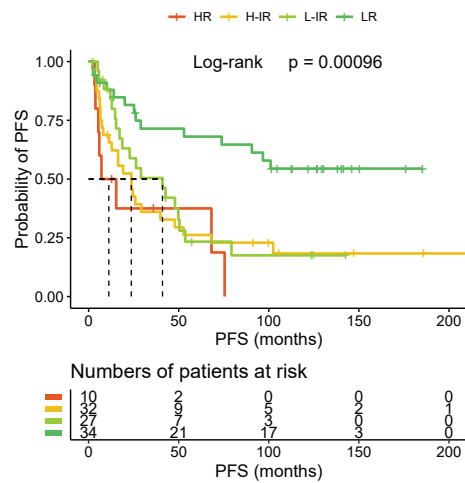 HR H-IR L-IR LR
Log-rank p = 0.00096
1.00
0.75
0.50
0.25
0.00
Probability of PFS
0 50 100 150 200
PFS (months)
Numbers of patients at risk
10 2 0 0 0
32 9 5 2 1
27 7 3 0 0
34 21 17 3 0
0 50 100 150 200
PFS (months)